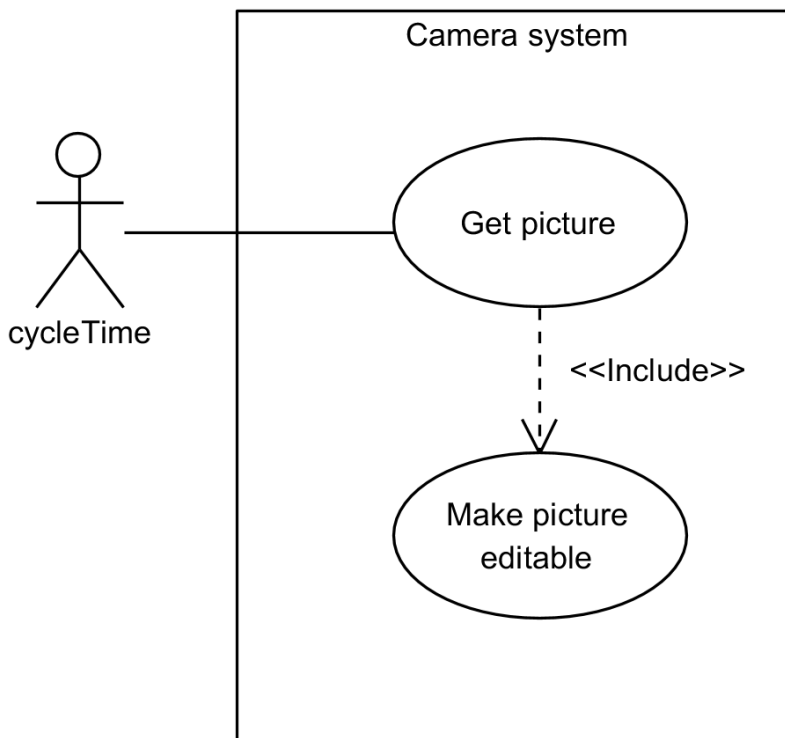 Camera system
Get picture
cycleTime
<<Include>>
Make picture
editable